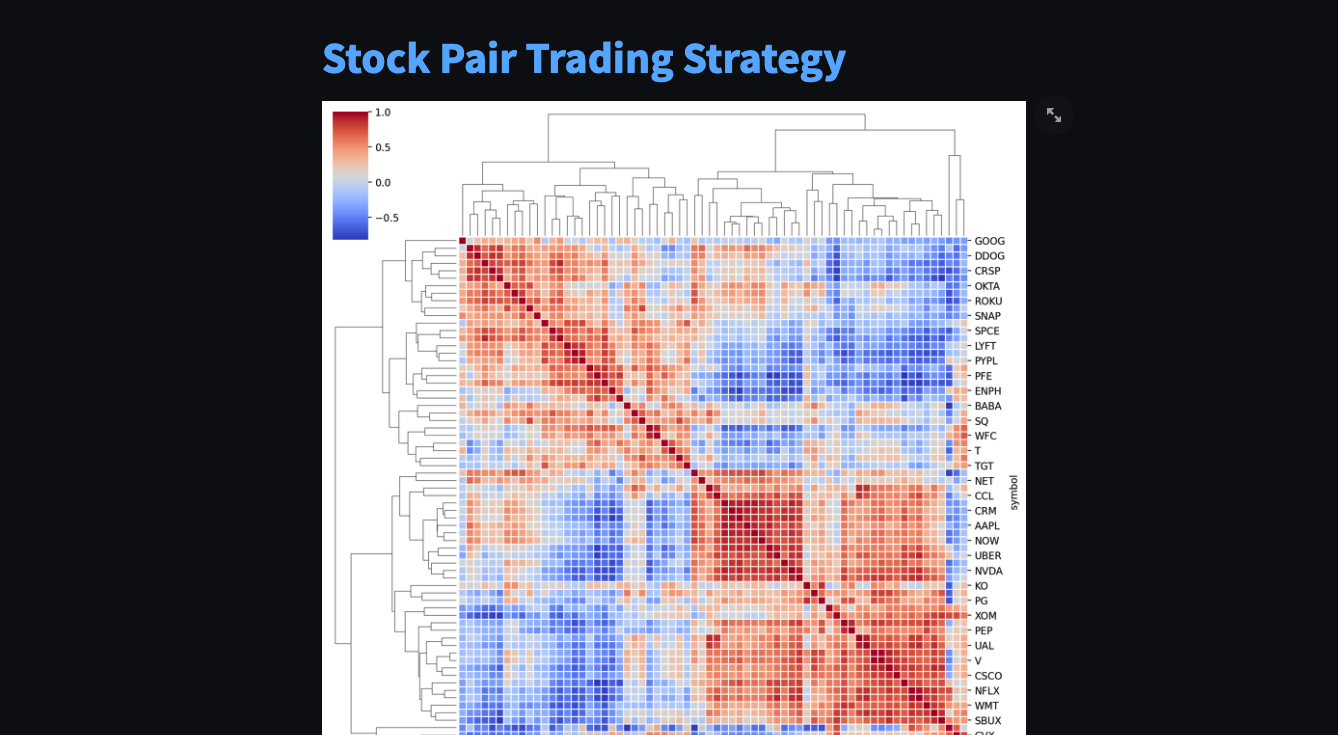 Stock Pair Trading Strategy
1.0
0.5
0.0
−0.5
GOOG
DDOG
CRSP
OKTA
ROKU
SNAP
SPCE
LYFT
PYPL
PFE
ENPH
BABA
SQ
WFC
T
TGT
NET
CCL
symbol
CRM
AAPL
NOW
UBER
NVDA
KO
PG
XOM
PEP
UAL
V
CSCO
NFLX
WMT
SBUX